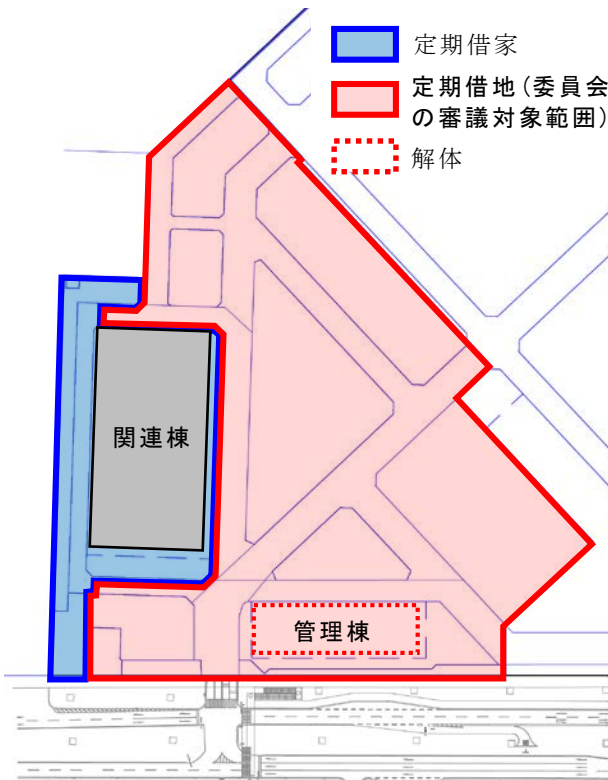 定期借家
定期借地(委員会
の審議対象範囲)
解体
関連棟
管理棟